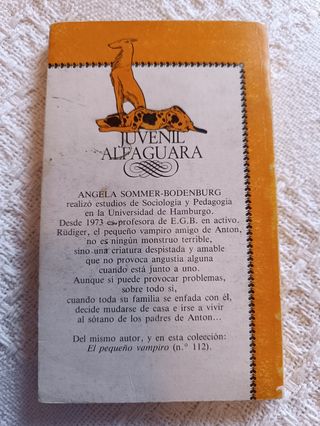 JUVENIL
ALFAGUARA
ANGELA SOMMER-BODENBURG
realizó estudios de Sociología y Pedagogía
en la Universidad de Hamburgo.
Desde 1973 es profesora de E.G.B. en activo.
Rüdiger, el pequeño vampiro amigo de Anton,
no es ningún monstruo terrible,
sino una criatura despistada y amable
que no provoca angustia alguna
cuando está junto a uno.
Aunque sí puede provocar problemas,
sobre todo si,
cuando toda su familia se enfada con él,
decide mudarse de casa e irse a vivir
al sótano de los padres de Anton...
Del mismo autor, y en esta colección:
El pequeño vampiro (n.º 112).